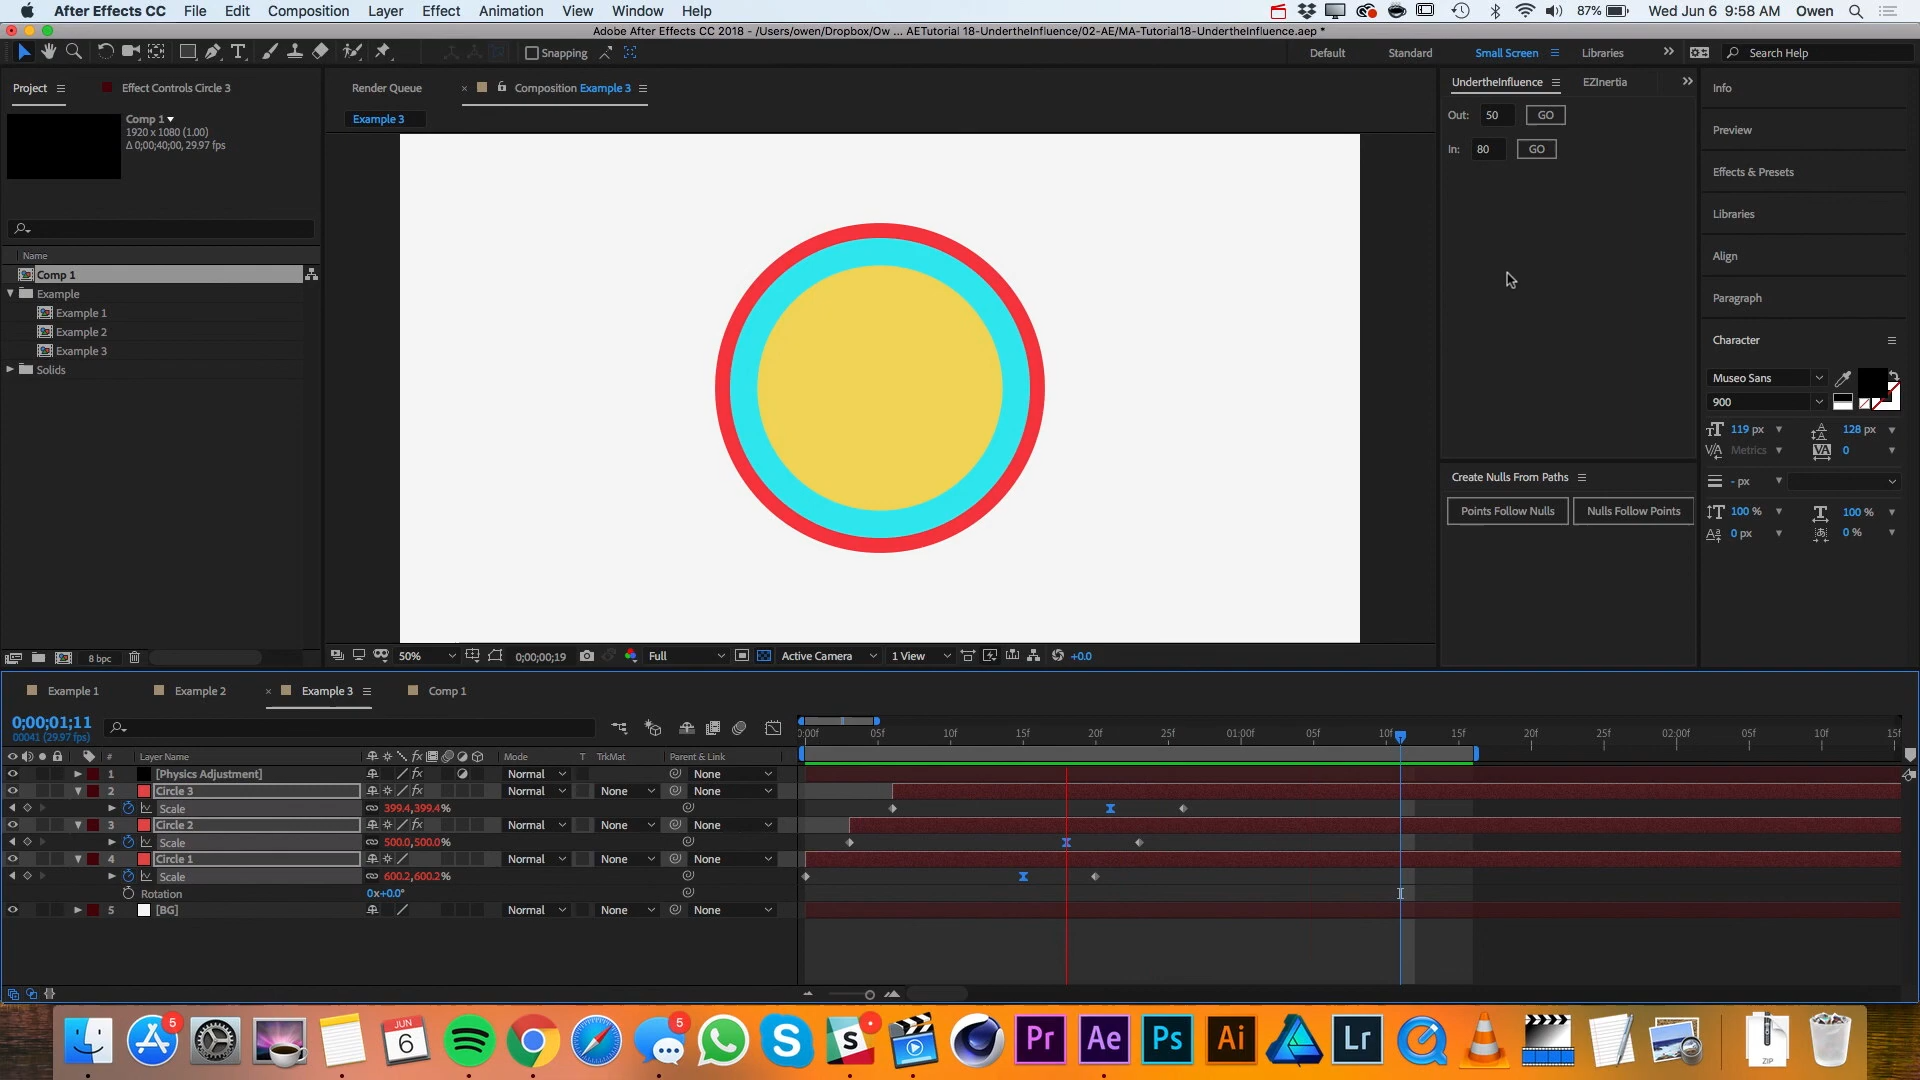 After Effects CC File Edit Composition Layer Effect Animation View Window Help 87% Wed Jun 6 9:58 AM Owen
Adobe After Effects CC 2018 - /Users/owen/Dropbox/Ow ... AETutorial 18-UndertheInfluence/02-AE/MA-Tutorial18-UndertheInfluence.aep *
Snapping Default Standard Small Screen Libraries Search Help
Project Effect Controls Circle 3 Render Queue Composition Example 3 UndertheInfluence EZInertia Info
Comp 1
1920 x 1080 (1.00)
Δ 0;00;40;00, 29.97 fps
Example 3
Out: 50 GO
In: 80 GO
Preview
Effects & Presets
Libraries
Align
Paragraph
Character
Name
Comp 1
Example
Example 1
Example 2
Example 3
Solids
Museo Sans
900
119 px 128 px
Metrics 0
- px
100 % 100 %
0 px 0 %
Create Nulls From Paths
Points Follow Nulls Nulls Follow Points
8 bpc 50% 0;00;00;19 Full Active Camera 1 View +0.0
Example 1 Example 2 Example 3 Comp 1
0;00;01;11
00041 (29.97 fps)
0:00f 05f 10f 15f 20f 01:00f 05f 10f 15f 20f 25f 02:00f 05f 10f 15f
# Layer Name Mode T TrkMat Parent & Link
1 [Physics Adjustment] Normal None
2 Circle 3 Normal None None
Scale 399.4,399.4%
3 Circle 2 Normal None None
Scale 500.0,500.0%
4 Circle 1 Normal None None
Scale 600.2,600.2%
Rotation 0x+0.0°
5 [BG] Normal None None
5 JUN 6 5 Pr Ae Ps Ai Lr ZIP